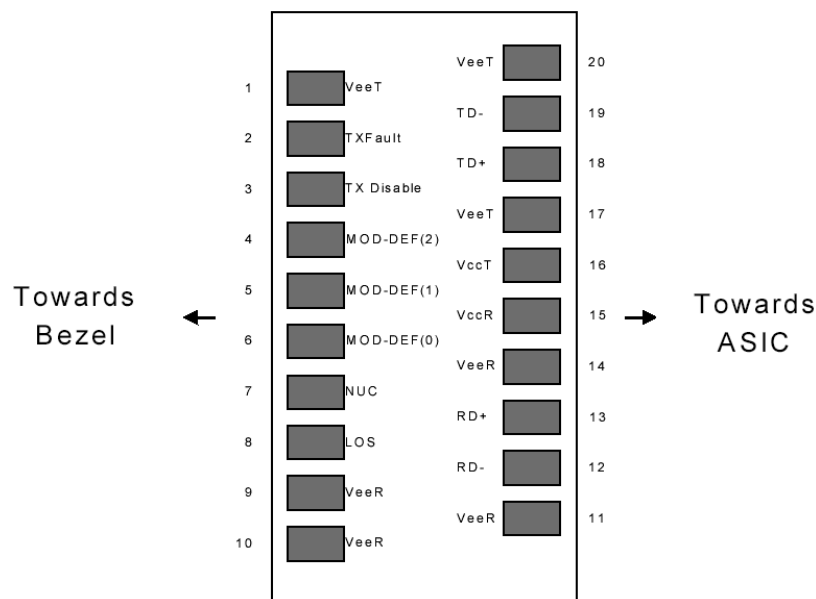 VeeT 20
1 VeeT
TD- 19
2 TXFault
TD+ 18
3 TX Disable
VeeT 17
4 MOD-DEF(2)
VccT 16
5 MOD-DEF(1)
Towards
Bezel
VccR 15
Towards
ASIC
6 MOD-DEF(0)
VeeR 14
7 NUC
RD+ 13
8 LOS
RD- 12
9 VeeR
VeeR 11
10 VeeR